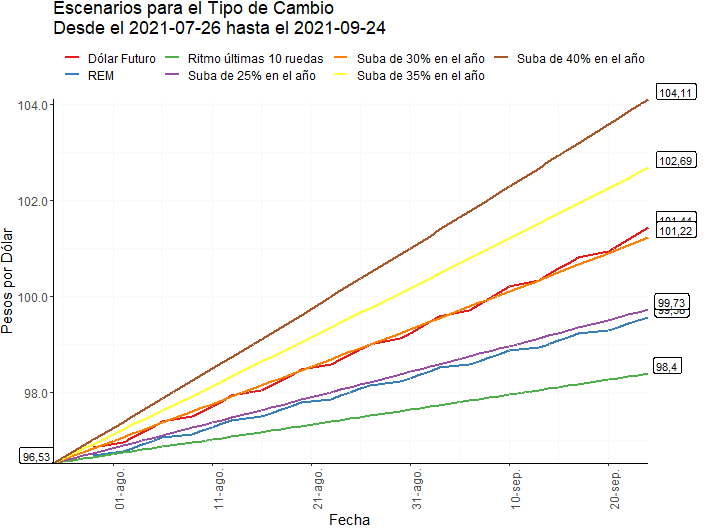 Escenarios para el Tipo de Cambio
Desde el 2021-07-26 hasta el 2021-09-24
Dólar Futuro
Ritmo últimas 10 ruedas
Suba de 30% en el año
Suba de 40% en el año
REM
Suba de 25% en el año
Suba de 35% en el año
104.0
102.0
100.0
98.0
Pesos por Dólar
104,11
102,69
101,44
101,22
99,73
99,58
98,4
96,53
01-ago.
11-ago.
21-ago.
31-ago.
10-sep.
20-sep.
Fecha